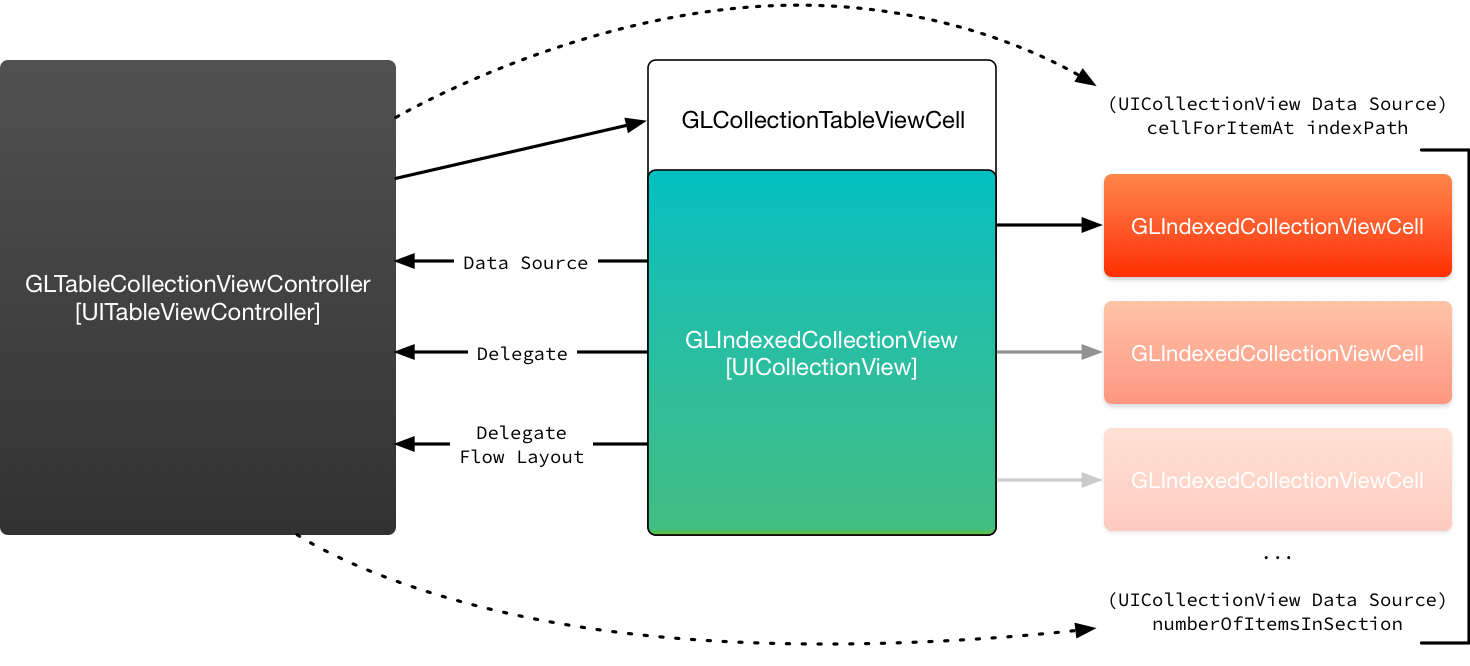 (UICollectionView Data Source)
cellForItemAt indexPath
GLCollectionTableViewCell
GLIndexedCollectionViewCell
Data Source
GLTableCollectionViewController
[UITableViewController]
GLIndexedCollectionView
[UICollectionView]
Delegate
GLIndexedCollectionViewCell
Delegate
Flow Layout
GLIndexedCollectionViewCell
...
(UICollectionView Data Source)
numberOfItemsInSection